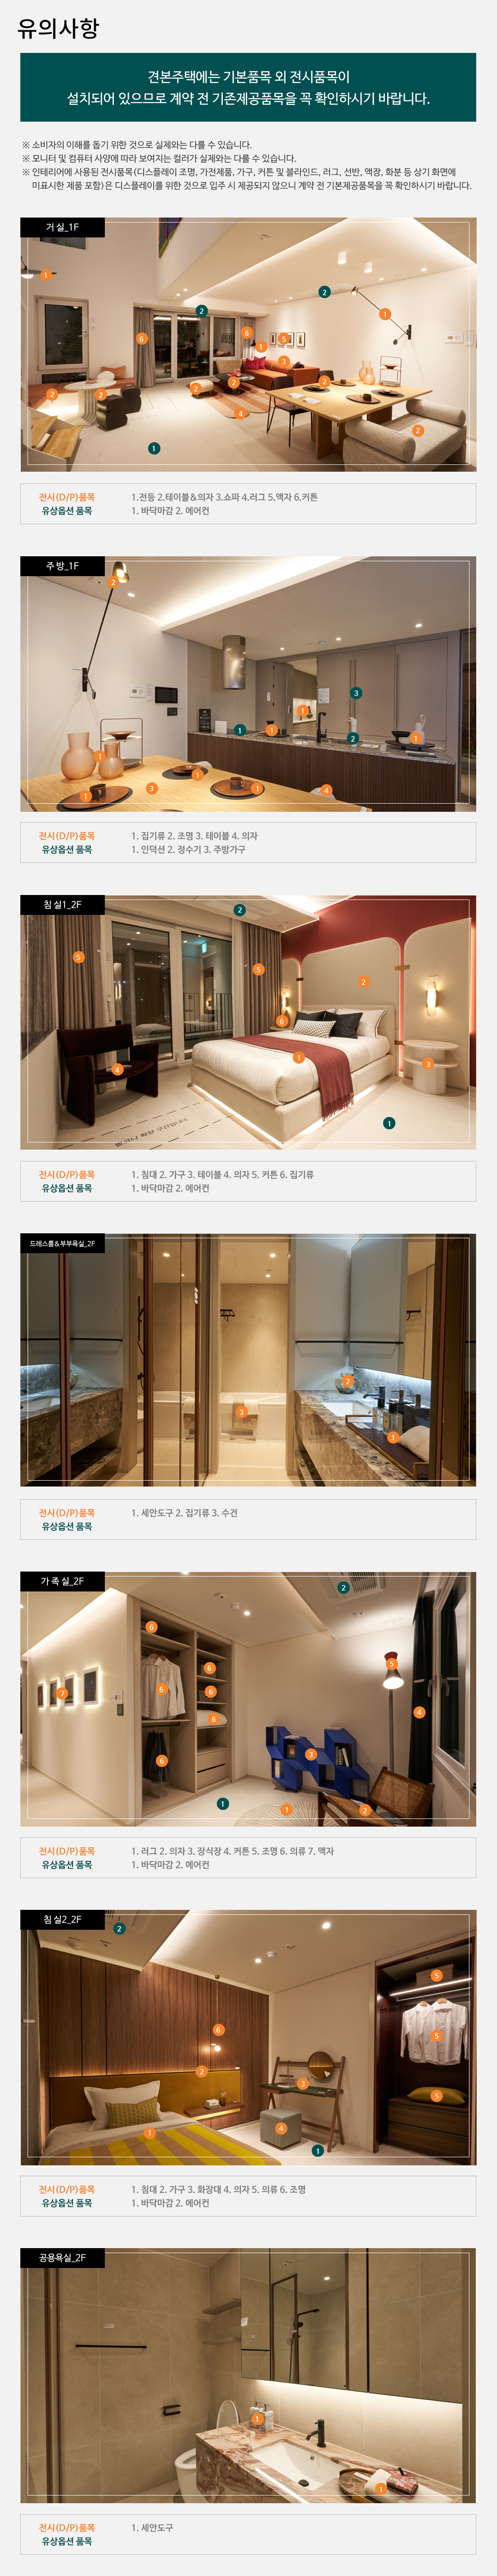 유의사항
견본주택에는 기본품목 외 전시품목이
설치되어 있으므로 계약 전 기존제공품목을 꼭 확인하시기 바랍니다.
※ 소비자의 이해를 돕기 위한 것으로 실제와는 다를 수 있습니다.
※ 모니터 및 컴퓨터 사양에 따라 보여지는 컬러가 실제와는 다를 수 있습니다.
※ 인테리어에 사용된 전시품목(디스플레이 조명, 가전제품, 가구, 커튼 및 블라인드, 러그, 선반, 액장, 화분 등 상기 화면에
미표시한 제품 포함)은 디스플레이를 위한 것으로 입주 시 제공되지 않으니 계약 전 기본제공품목을 꼭 확인하시기 바랍니다.
거 실_1F
전시(D/P)품목 1.전등 2.테이블&의자 3.쇼파 4.러그 5.액자 6.커튼
유상옵션 품목 1. 바닥마감 2. 에어컨
주 방_1F
전시(D/P)품목 1. 집기류 2. 조명 3. 테이블 4. 의자
유상옵션 품목 1. 인덕션 2. 정수기 3. 주방가구
침 실1_2F
전시(D/P)품목 1. 침대 2. 가구 3. 테이블 4. 의자 5. 커튼 6. 집기류
유상옵션 품목 1. 바닥마감 2. 에어컨
드레스룸&부부욕실_2F
전시(D/P)품목 1. 세안도구 2. 집기류 3. 수건
유상옵션 품목
가 족 실_2F
전시(D/P)품목 1. 러그 2. 의자 3. 장식장 4. 커튼 5. 조명 6. 의류 7. 액자
유상옵션 품목 1. 바닥마감 2. 에어컨
침 실2_2F
전시(D/P)품목 1. 침대 2. 가구 3. 화장대 4. 의자 5. 의류 6. 조명
유상옵션 품목 1. 바닥마감 2. 에어컨
공용욕실_2F
전시(D/P)품목 1. 세안도구
유상옵션 품목